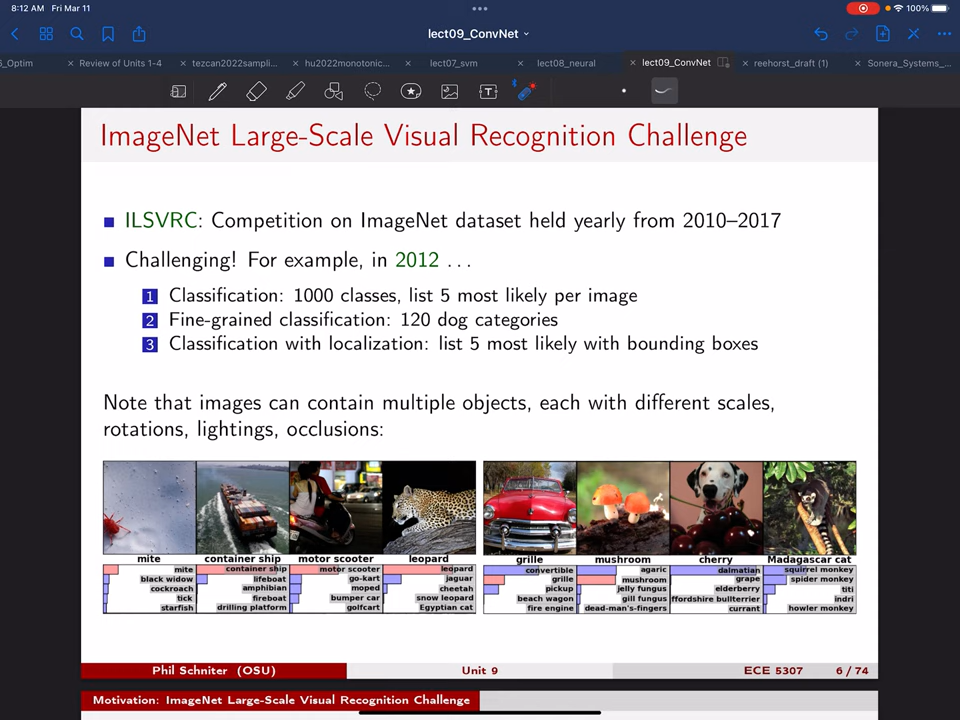 8:12 AM Fri Mar 11
100%
lect09_ConvNet
5_Optim
Review of Units 1-4
tezcan2022sampli...
hu2022monotonic...
lect07_svm
lect08_neural
lect09_ConvNet
reehorst_draft (1)
Sonera_Systems_...
ImageNet Large-Scale Visual Recognition Challenge
ILSVRC: Competition on ImageNet dataset held yearly from 2010–2017
Challenging! For example, in 2012 ...
1 Classification: 1000 classes, list 5 most likely per image
2 Fine-grained classification: 120 dog categories
3 Classification with localization: list 5 most likely with bounding boxes
Note that images can contain multiple objects, each with different scales,
rotations, lightings, occlusions:
mite container ship motor scooter leopard grille mushroom cherry Madagascar cat
mite container ship motor scooter leopard convertible agaric dalmatian squirrel monkey
black widow lifeboat go-kart jaguar grille mushroom grape spider monkey
cockroach amphibian moped cheetah pickup jelly fungus elderberry titi
tick fireboat bumper car snow leopard beach wagon gill fungus ffordshire bullterrier indri
starfish drilling platform golfcart Egyptian cat fire engine dead-man's-fingers currant howler monkey
Phil Schniter (OSU) Unit 9 ECE 5307 6 / 74
Motivation: ImageNet Large-Scale Visual Recognition Challenge